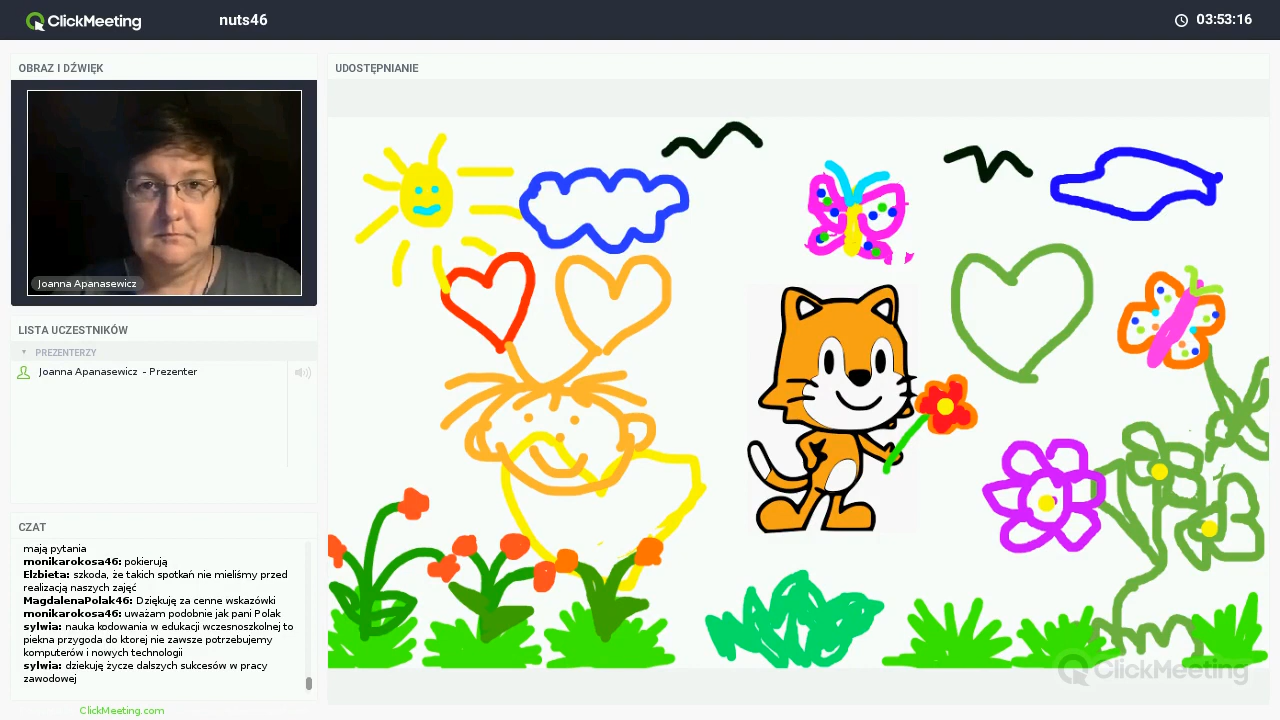 ClickMeeting
nuts46
03:53:16
OBRAZ I DŹWIĘK
Joanna Apanasewicz
LISTA UCZESTNIKÓW
PREZENTERZY
Joanna Apanasewicz - Prezenter
CZAT
mają pytania
monikarokosa46: pokierują
Elzbieta: szkoda, że takich spotkań nie mieliśmy przed
realizacją naszych zajęć
MagdalenaPolak46: Dziękuję za cenne wskazówki
monikarokosa46: uważam podobnie jak pani Polak
sylwia: nauka kodowania w edukacji wczesnoszkolnej to
piekna przygoda do ktorej nie zawsze potrzebujemy
komputerów i nowych technologii
sylwia: dziekuję życze dalszych sukcesów w pracy
zawodowej
ClickMeeting.com
UDOSTĘPNIANIE
ClickMeeting